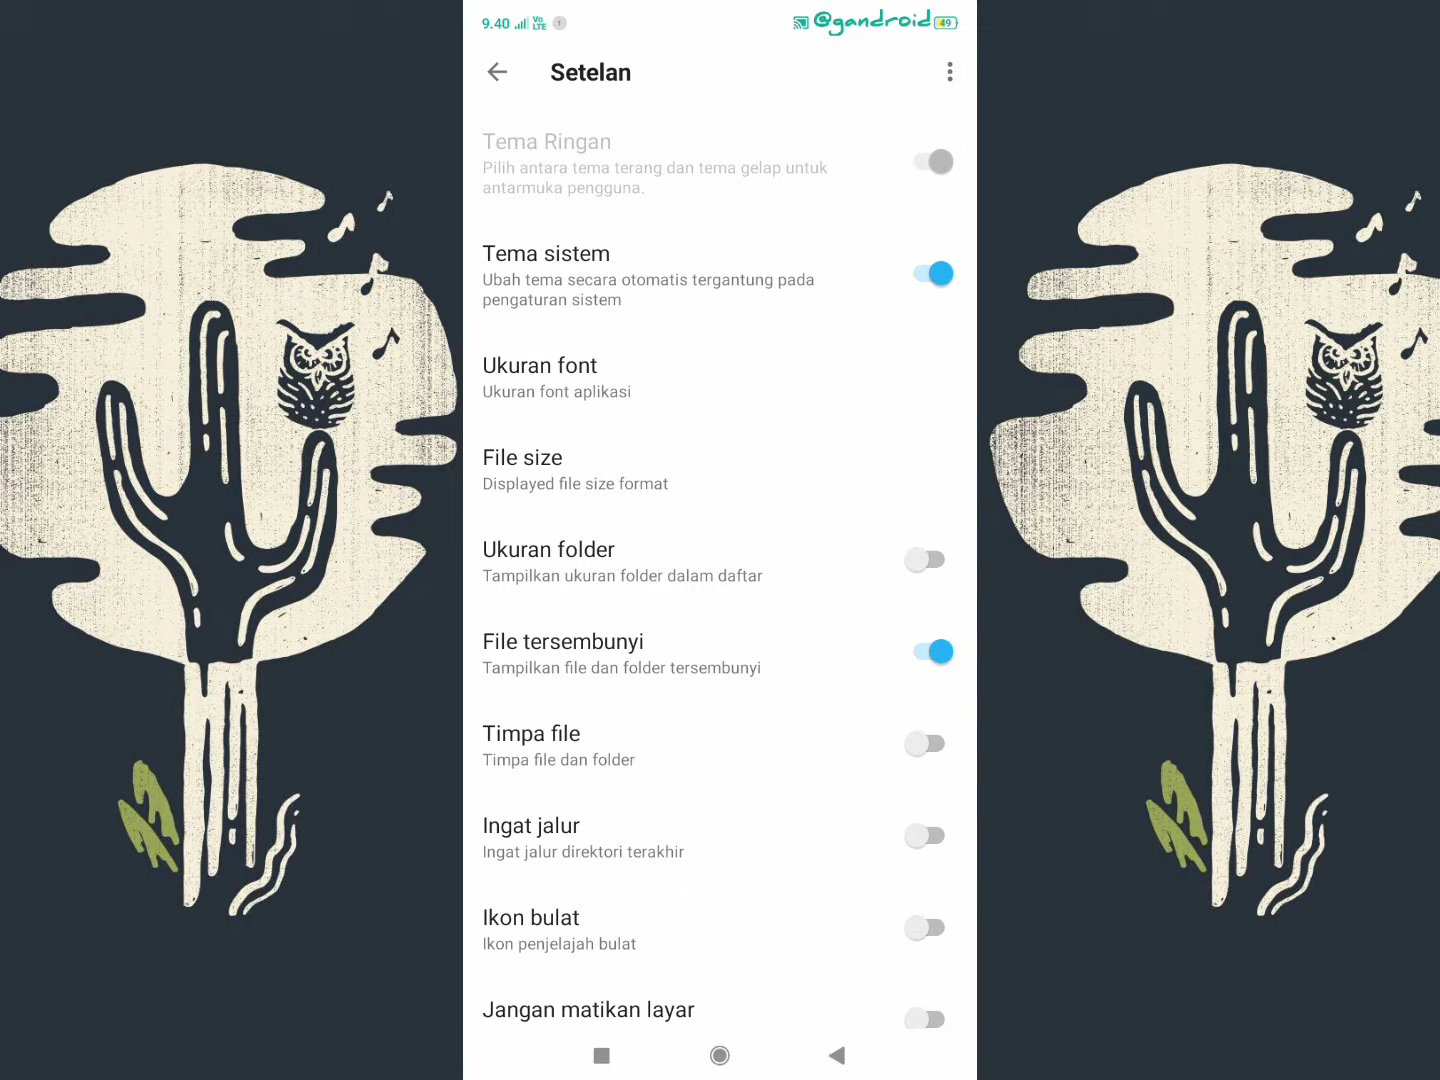 9.40 Vo LTE 1 @gandroid 49
Setelan
Tema Ringan
Pilih antara tema terang dan tema gelap untuk
antarmuka pengguna.
Tema sistem
Ubah tema secara otomatis tergantung pada
pengaturan sistem
Ukuran font
Ukuran font aplikasi
File size
Displayed file size format
Ukuran folder
Tampilkan ukuran folder dalam daftar
File tersembunyi
Tampilkan file dan folder tersembunyi
Timpa file
Timpa file dan folder
Ingat jalur
Ingat jalur direktori terakhir
Ikon bulat
Ikon penjelajah bulat
Jangan matikan layar